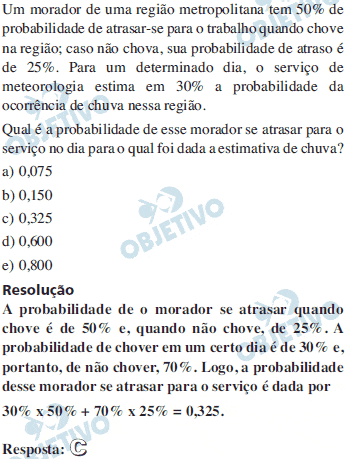 Um morador de uma região metropolitana tem 50% de
probabilidade de atrasar-se para o trabalho quando chove
na região; caso não chova, sua probabilidade de atraso é
de 25%. Para um determinado dia, o serviço de
meteorologia estima em 30% a probabilidade da
ocorrência de chuva nessa região.
Qual é a probabilidade de esse morador se atrasar para o
serviço no dia para o qual foi dada a estimativa de chuva?
a) 0,075
b) 0,150
c) 0,325
d) 0,600
e) 0,800
Resolução
A probabilidade de o morador se atrasar quando
chove é de 50% e, quando não chove, de 25%. A
probabilidade de chover em um certo dia é de 30% e,
portanto, de não chover, 70%. Logo, a probabilidade
desse morador se atrasar para o serviço é dada por
30% x 50% + 70% x 25% = 0,325.
Resposta: C
OBJETIVO
OBJETIVO
OBJETIVO
OBJETIVO